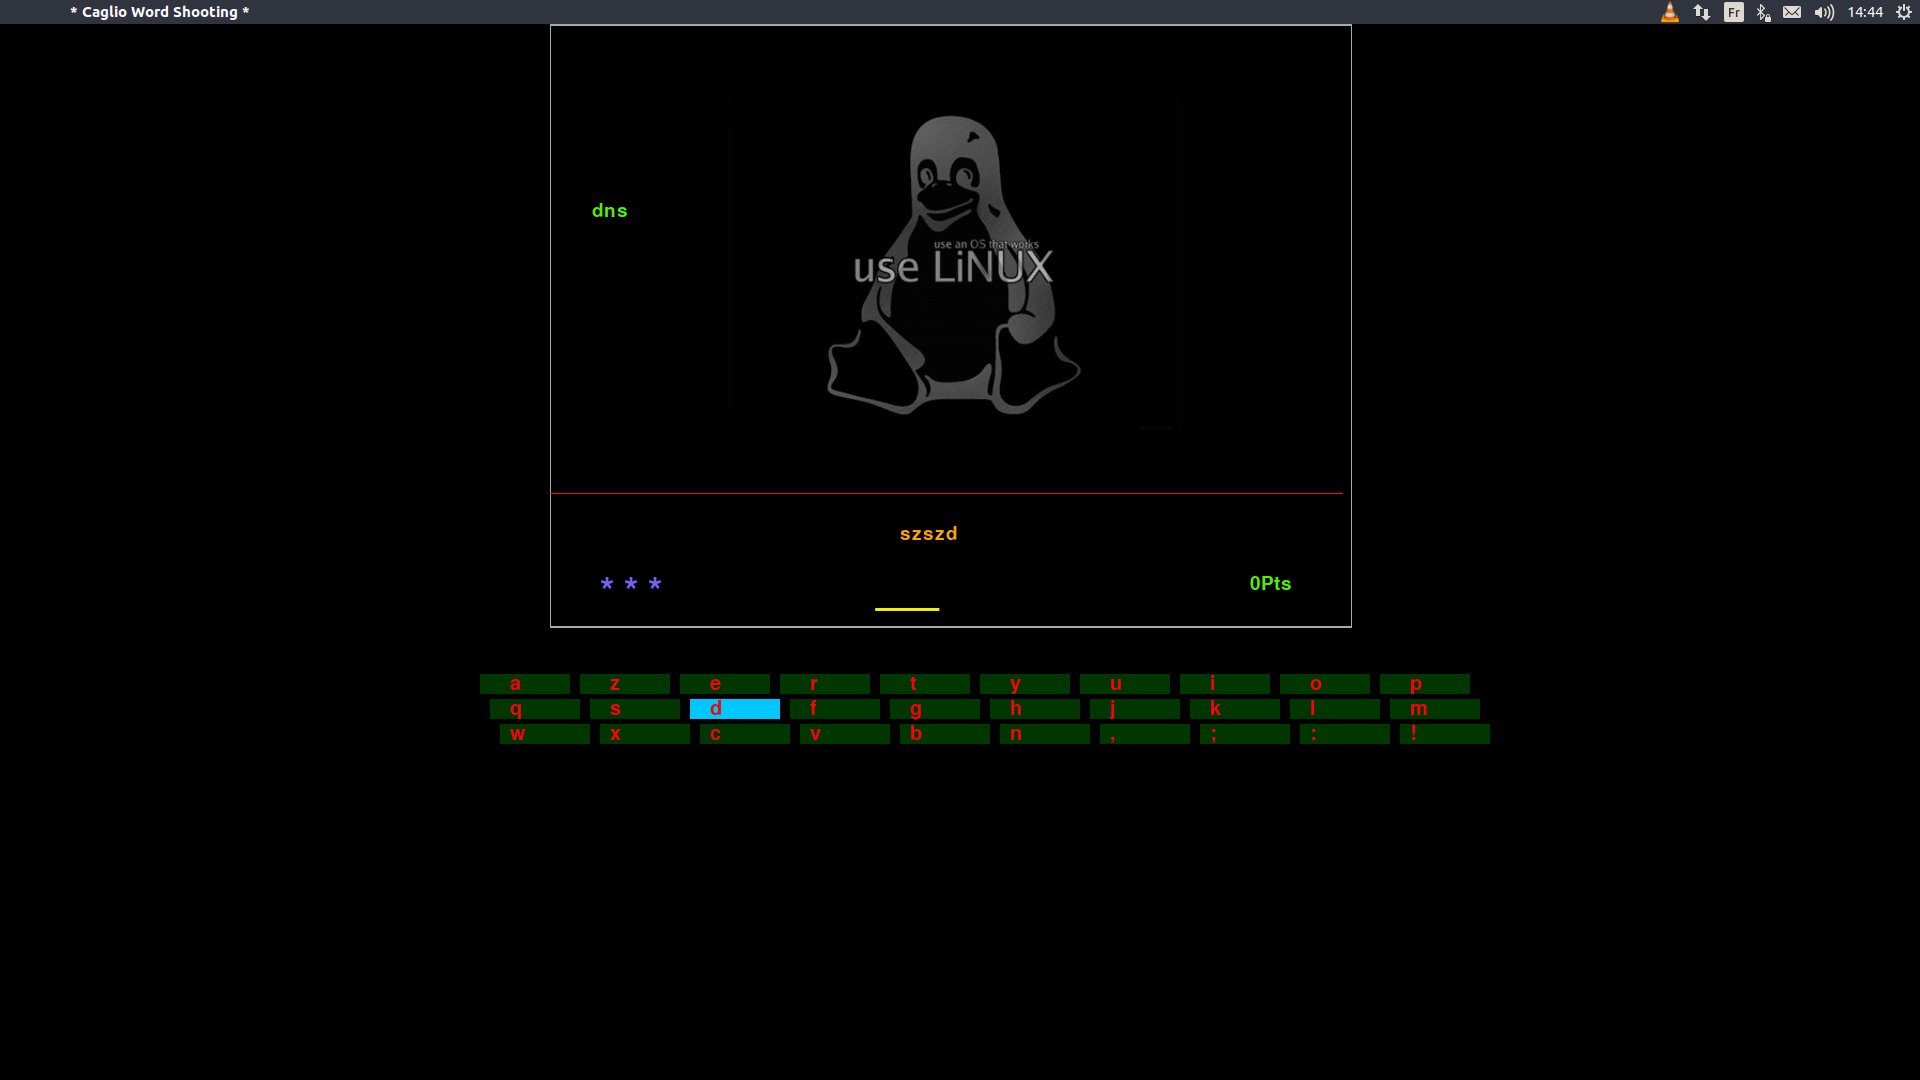 * Caglio Word Shooting *
Fr
14:44
dns
use an OS that works
use LiNUX
szszd
* * *
0Pts
a z e r t y u i o p
q s d f g h j k l m
w x c v b n , ; : !